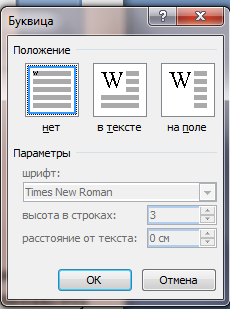 Буквица
Положение
W W W
нет в тексте на поле
Параметры
шрифт:
Times New Roman
высота в строках: 3
расстояние от текста: 0 см
ОК Отмена